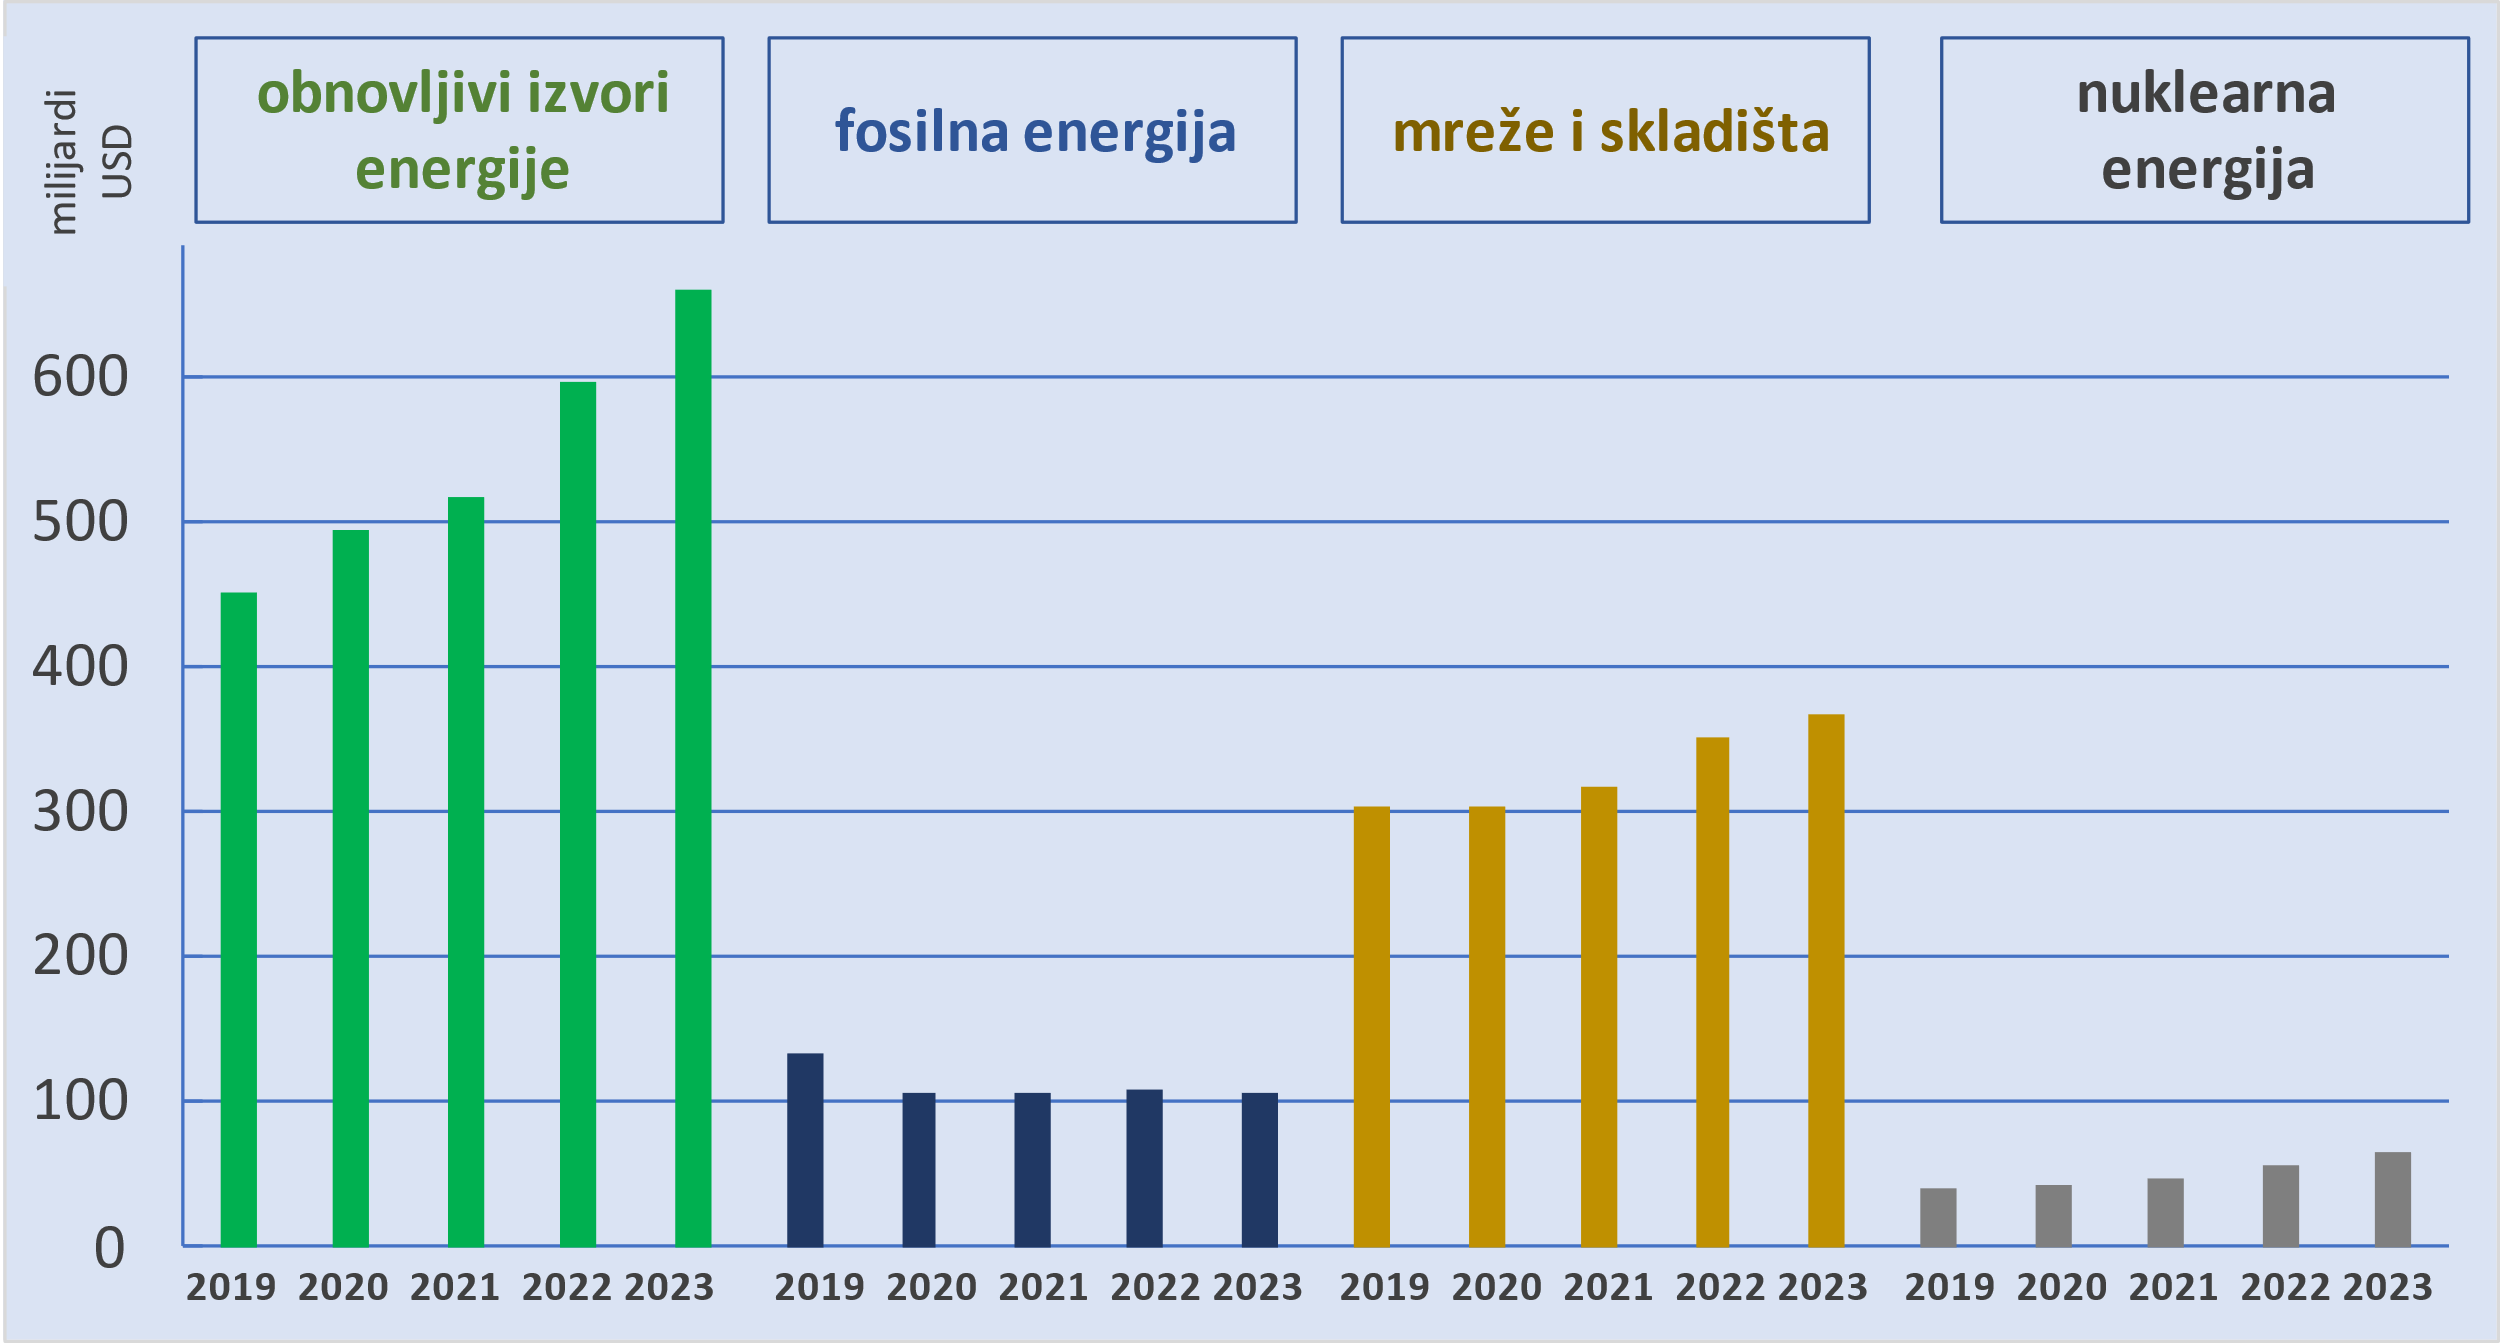 milijardi
USD
obnovljivi izvori
energije
fosilna energija
mreže i skladišta
nuklearna
energija
600
500
400
300
200
100
0
2019 2020 2021 2022 2023 2019 2020 2021 2022 2023 2019 2020 2021 2022 2023 2019 2020 2021 2022 2023